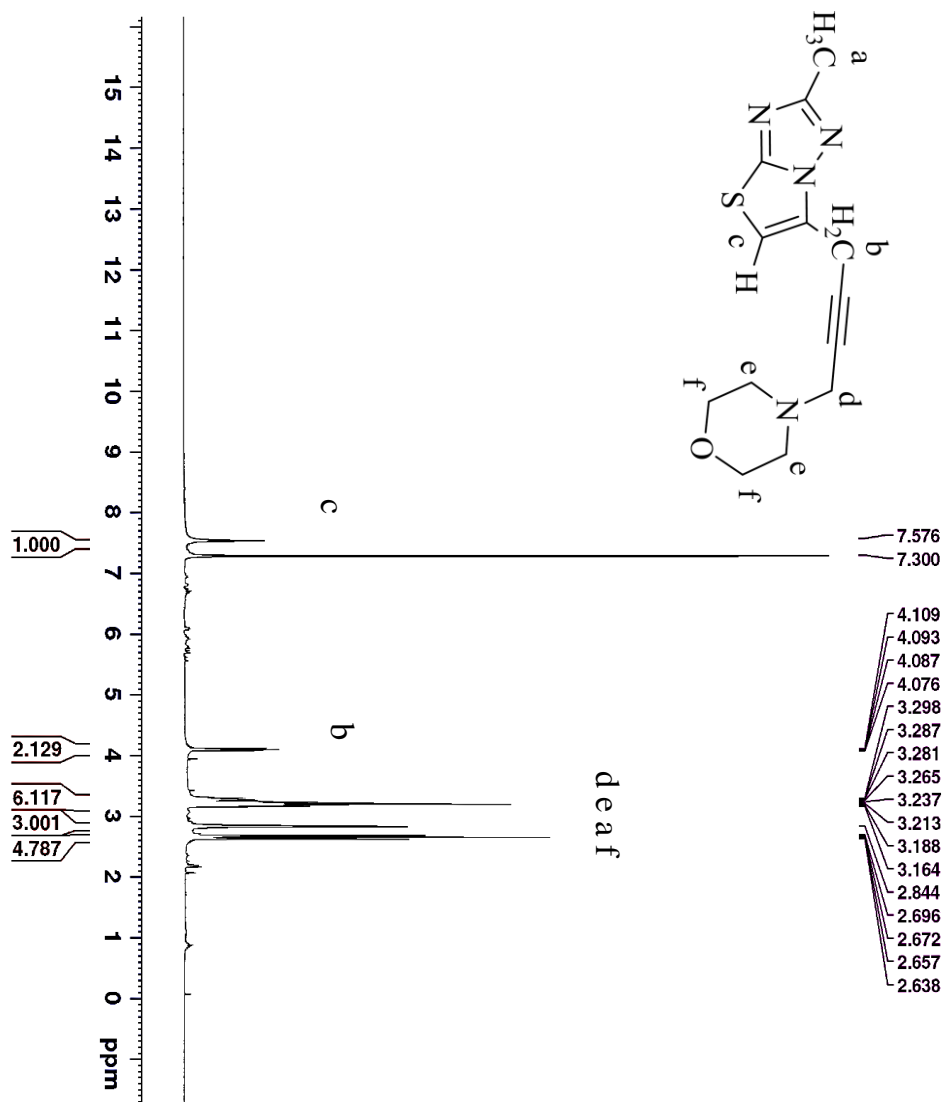 H3C
a
N
N
N
S
H2C
b
c
H
d
e
N
e
f
O
f
15
14
13
12
11
10
9
8
7
6
5
4
3
2
1
0
ppm
c
b
d e a f
7.576
7.300
4.109
4.093
4.087
4.076
3.298
3.287
3.281
3.265
3.237
3.213
3.188
3.164
2.844
2.696
2.672
2.657
2.638
1.000
2.129
6.117
3.001
4.787